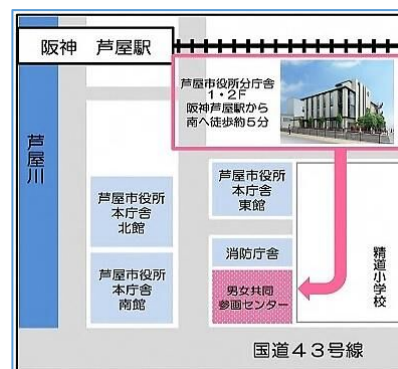 阪神 芦屋駅
芦屋市役所分庁舎
1・2F
阪神芦屋駅から
南へ徒歩約5分
芦屋川
芦屋市役所
本庁舎
北館
芦屋市役所
本庁舎
東館
芦屋市役所
本庁舎
南館
消防庁舎
男女共同
参画センター
精道小学校
国道43号線